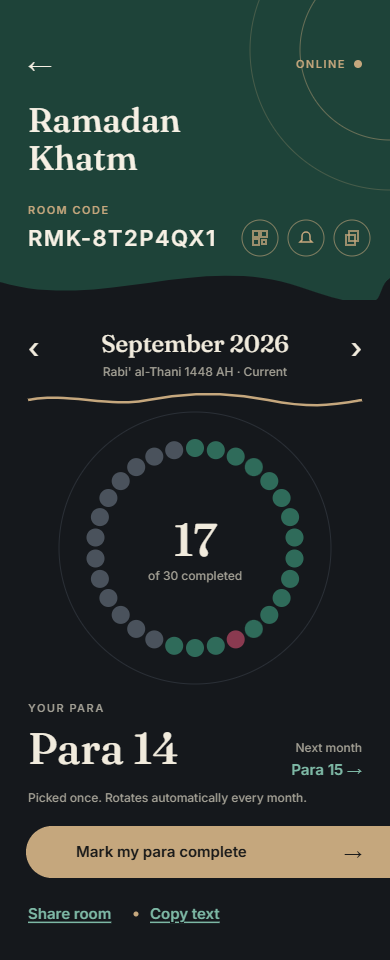 ←
ONLINE
Ramadan
Khatm
ROOM CODE
RMK-8T2P4QX1
‹ September 2026 ›
Rabi' al-Thani 1448 AH · Current
17
of 30 completed
YOUR PARA
Para 14
Next month
Para 15 →
Picked once. Rotates automatically every month.
Mark my para complete →
Share room • Copy text